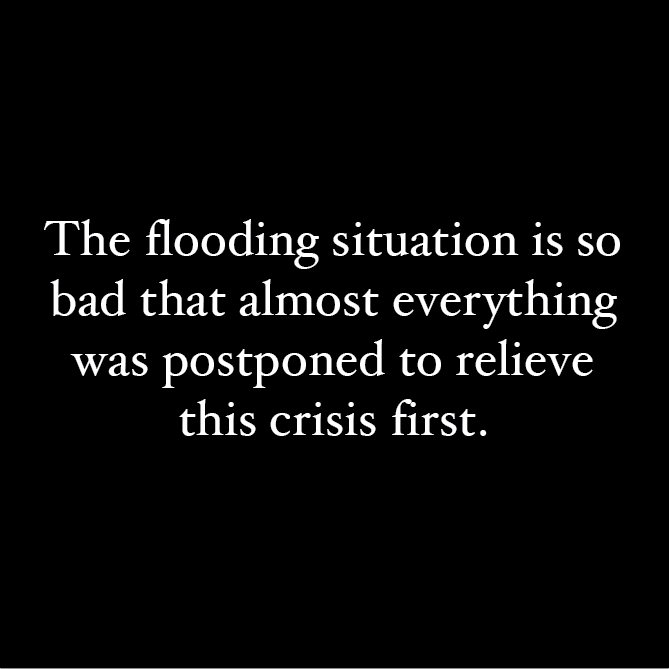 The flooding situation is so
bad that almost everything
was postponed to relieve
this crisis first.